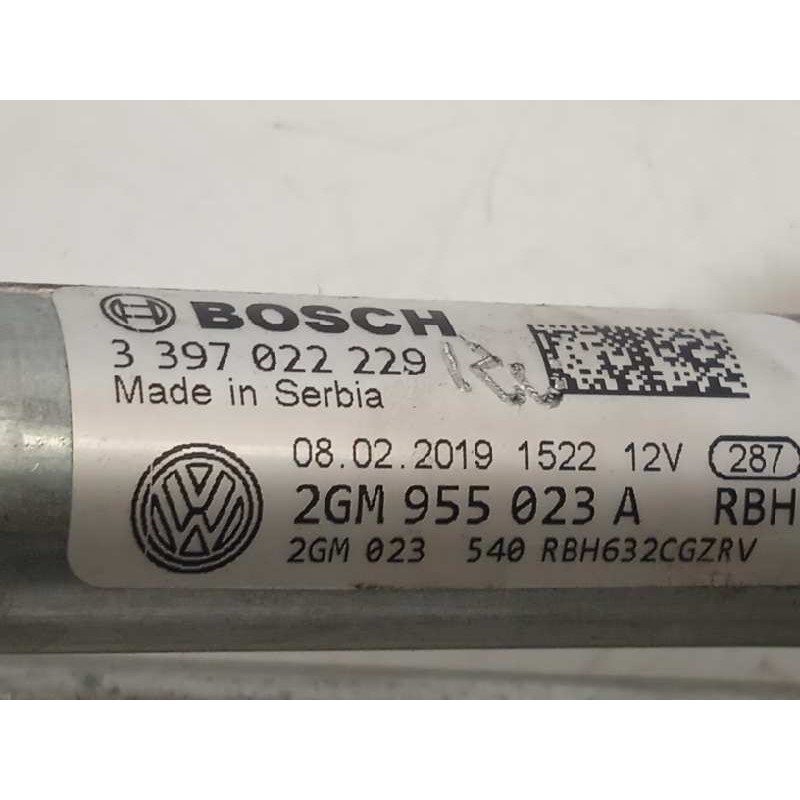 BOSCH
3 397 022 229
Made in Serbia
08.02.2019 1522 12V 287
2GM 955 023 A RBH
2GM 023 540 RBH632CGZRV